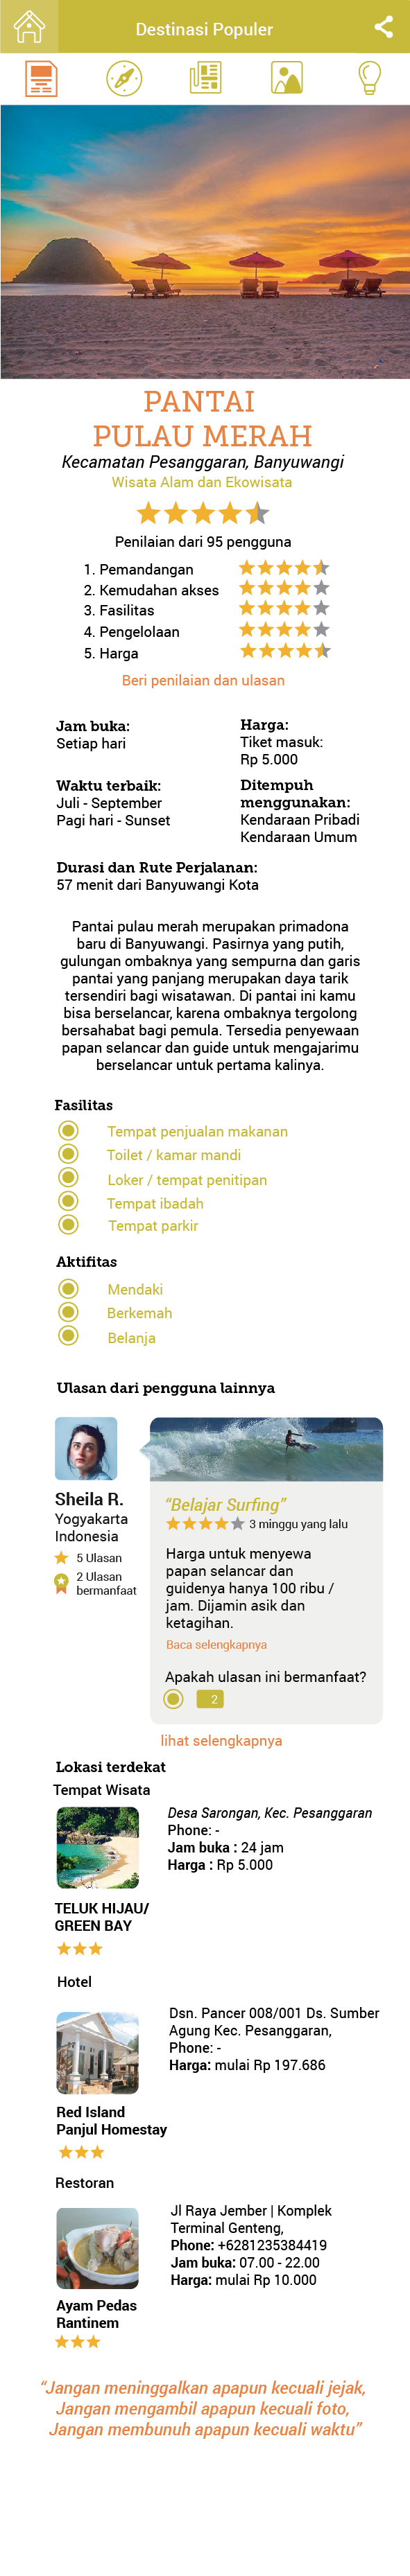 Destinasi Populer
PANTAI
PULAU MERAH
Kecamatan Pesanggaran, Banyuwangi
Wisata Alam dan Ekowisata
Penilaian dari 95 pengguna
1. Pemandangan
2. Kemudahan akses
3. Fasilitas
4. Pengelolaan
5. Harga
Beri penilaian dan ulasan
Jam buka:
Setiap hari
Harga:
Tiket masuk:
Rp 5.000
Waktu terbaik:
Juli - September
Pagi hari - Sunset
Ditempuh
menggunakan:
Kendaraan Pribadi
Kendaraan Umum
Durasi dan Rute Perjalanan:
57 menit dari Banyuwangi Kota
Pantai pulau merah merupakan primadona
baru di Banyuwangi. Pasirnya yang putih,
gulungan ombaknya yang sempurna dan garis
pantai yang panjang merupakan daya tarik
tersendiri bagi wisatawan. Di pantai ini kamu
bisa berselancar, karena ombaknya tergolong
bersahabat bagi pemula. Tersedia penyewaan
papan selancar dan guide untuk mengajarimu
berselancar untuk pertama kalinya.
Fasilitas
Tempat penjualan makanan
Toilet / kamar mandi
Loker / tempat penitipan
Tempat ibadah
Tempat parkir
Aktifitas
Mendaki
Berkemah
Belanja
Ulasan dari pengguna lainnya
Sheila R.
Yogyakarta
Indonesia
5 Ulasan
2 Ulasan
bermanfaat
“Belajar Surfing”
3 minggu yang lalu
Harga untuk menyewa
papan selancar dan
guidenya hanya 100 ribu /
jam. Dijamin asik dan
ketagihan.
Baca selengkapnya
Apakah ulasan ini bermanfaat?
2
lihat selengkapnya
Lokasi terdekat
Tempat Wisata
Desa Sarongan, Kec. Pesanggaran
Phone: -
Jam buka : 24 jam
Harga : Rp 5.000
TELUK HIJAU/
GREEN BAY
Hotel
Dsn. Pancer 008/001 Ds. Sumber
Agung Kec. Pesanggaran,
Phone: -
Harga: mulai Rp 197.686
Red Island
Panjul Homestay
Restoran
Jl Raya Jember | Komplek
Terminal Genteng,
Phone: +6281235384419
Jam buka: 07.00 - 22.00
Harga: mulai Rp 10.000
Ayam Pedas
Rantinem
“Jangan meninggalkan apapun kecuali jejak,
Jangan mengambil apapun kecuali foto,
Jangan membunuh apapun kecuali waktu”